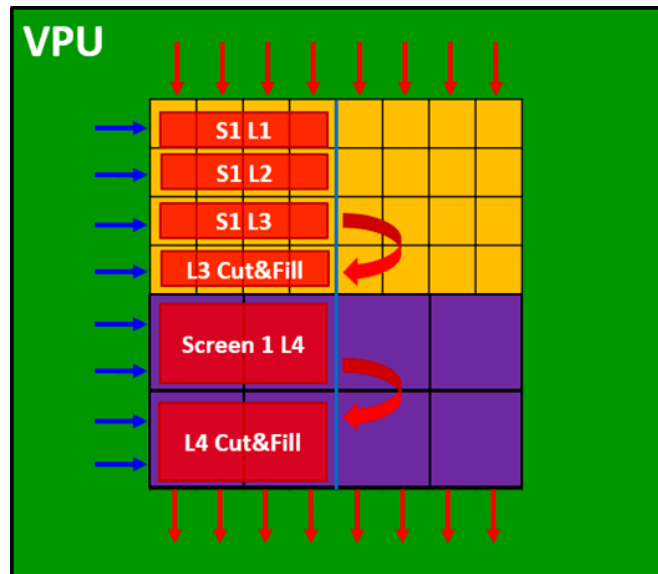 VPU
S1 L1
S1 L2
S1 L3
L3 Cut&Fill
Screen 1 L4
L4 Cut&Fill